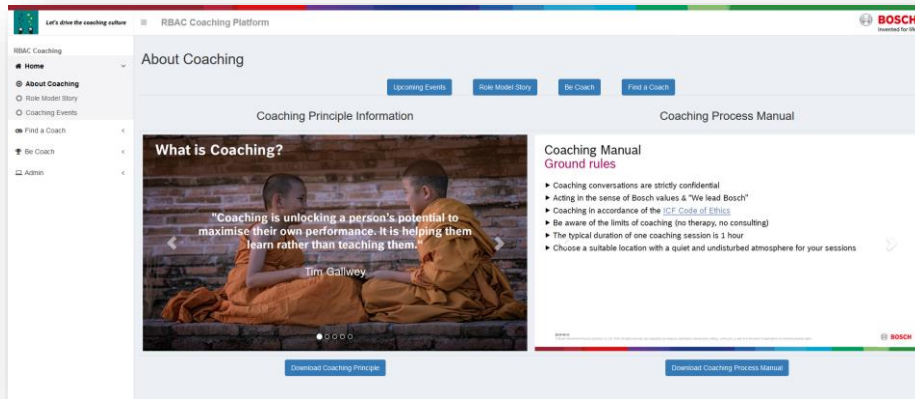 Let's drive the coaching culture
RBAC Coaching Platform
BOSCH
Invented for life
RBAC Coaching
Home
About Coaching
Role Model Story
Coaching Events
Find a Coach
Be Coach
Admin
About Coaching
Upcoming Events
Role Model Story
Be Coach
Find a Coach
Coaching Principle Information
What is Coaching?
"Coaching is unlocking a person's potential to
maximise their own performance. It is helping them
learn rather than teaching them."
Tim Gallwey
Download Coaching Principle
Coaching Process Manual
Coaching Manual
Ground rules
Coaching conversations are strictly confidential
Acting in the sense of Bosch values & "We lead Bosch"
Coaching in accordance of the ICF Code of Ethics
Be aware of the limits of coaching (no therapy, no consulting)
The typical duration of one coaching session is 1 hour
Choose a suitable location with a quiet and undisturbed atmosphere for your sessions
BOSCH
Download Coaching Process Manual